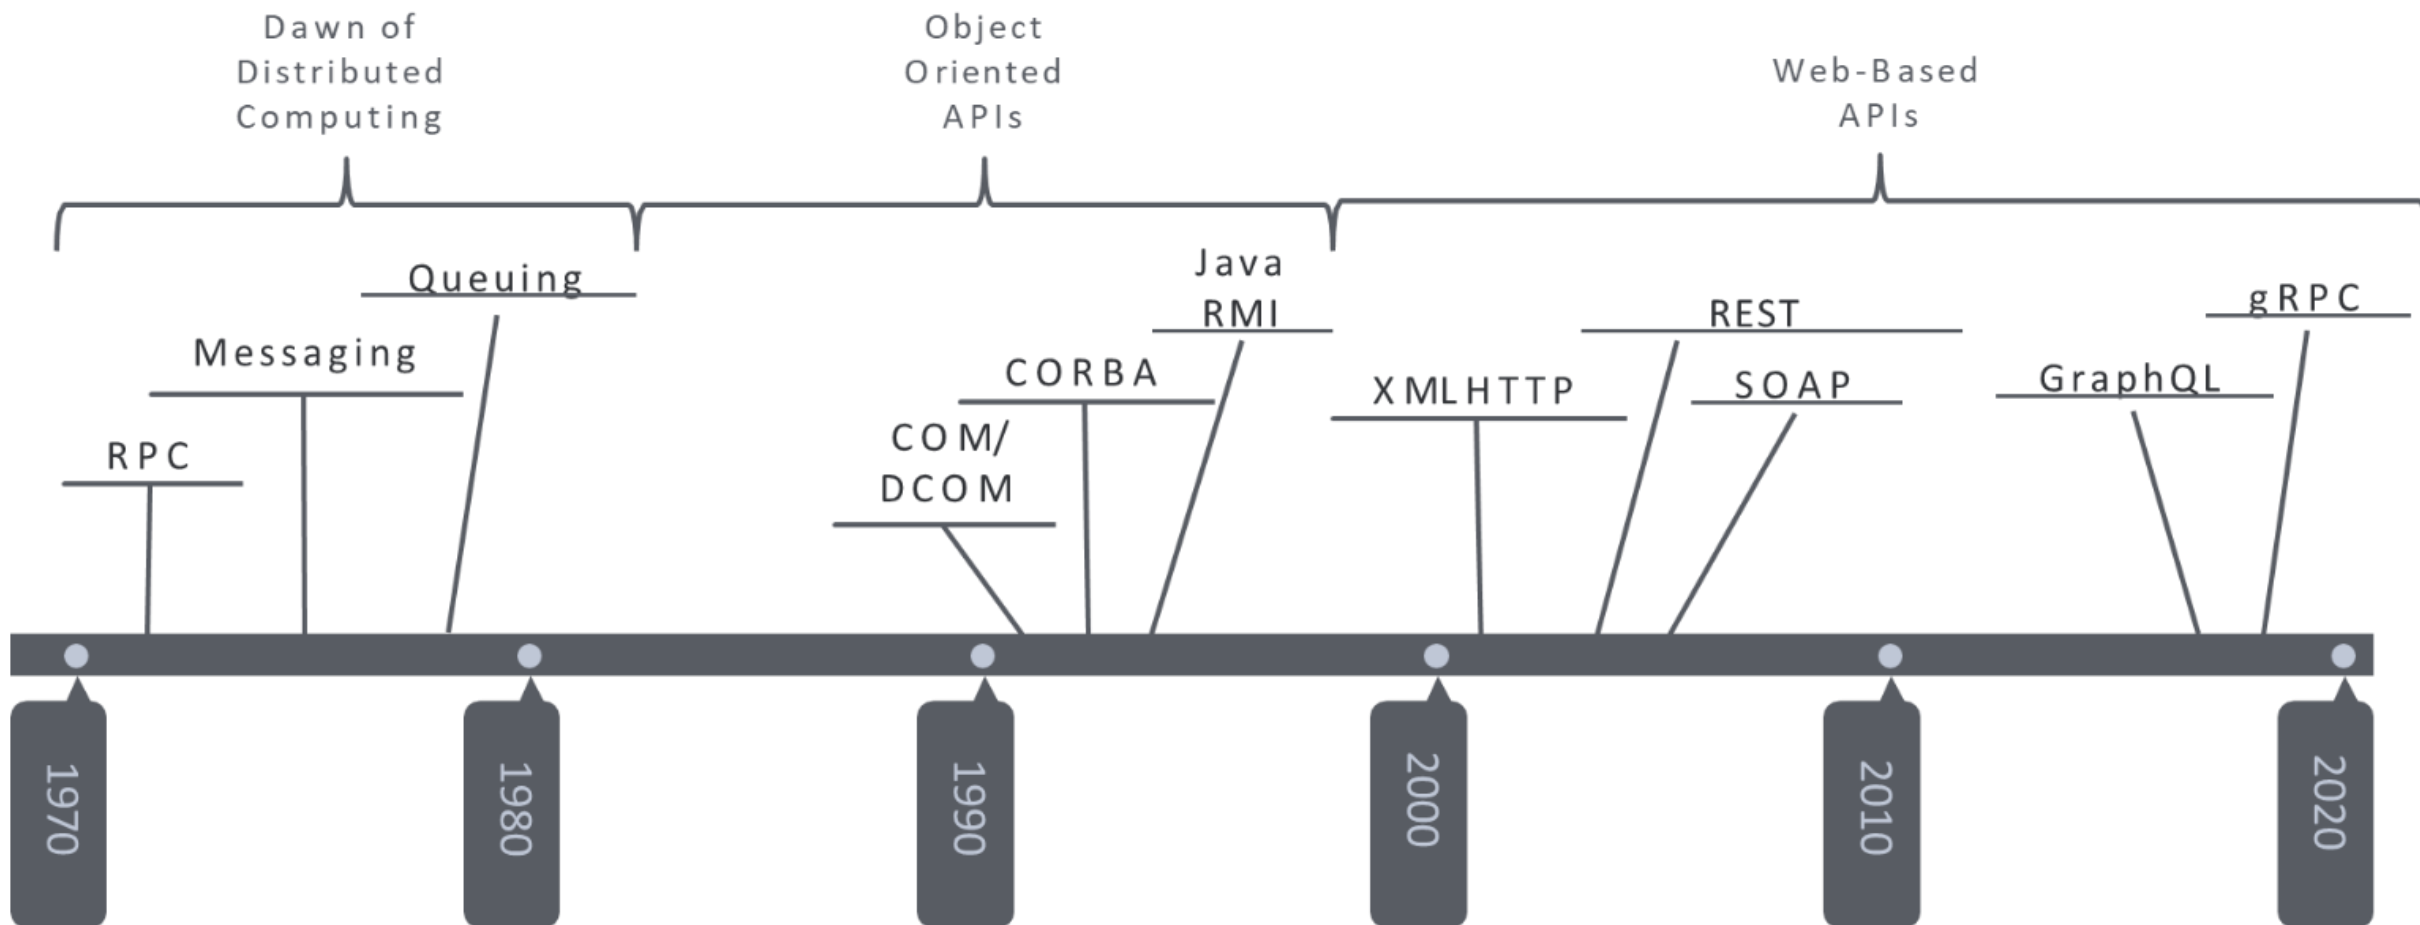 Dawn of
Distributed
Computing
Object
Oriented
APIs
Web-Based
APIs
Queuing
Messaging
RPC
Java
RMI
CORBA
COM/
DCOM
XMLHTTP
REST
SOAP
GraphQL
gRPC
1970
1980
1990
2000
2010
2020